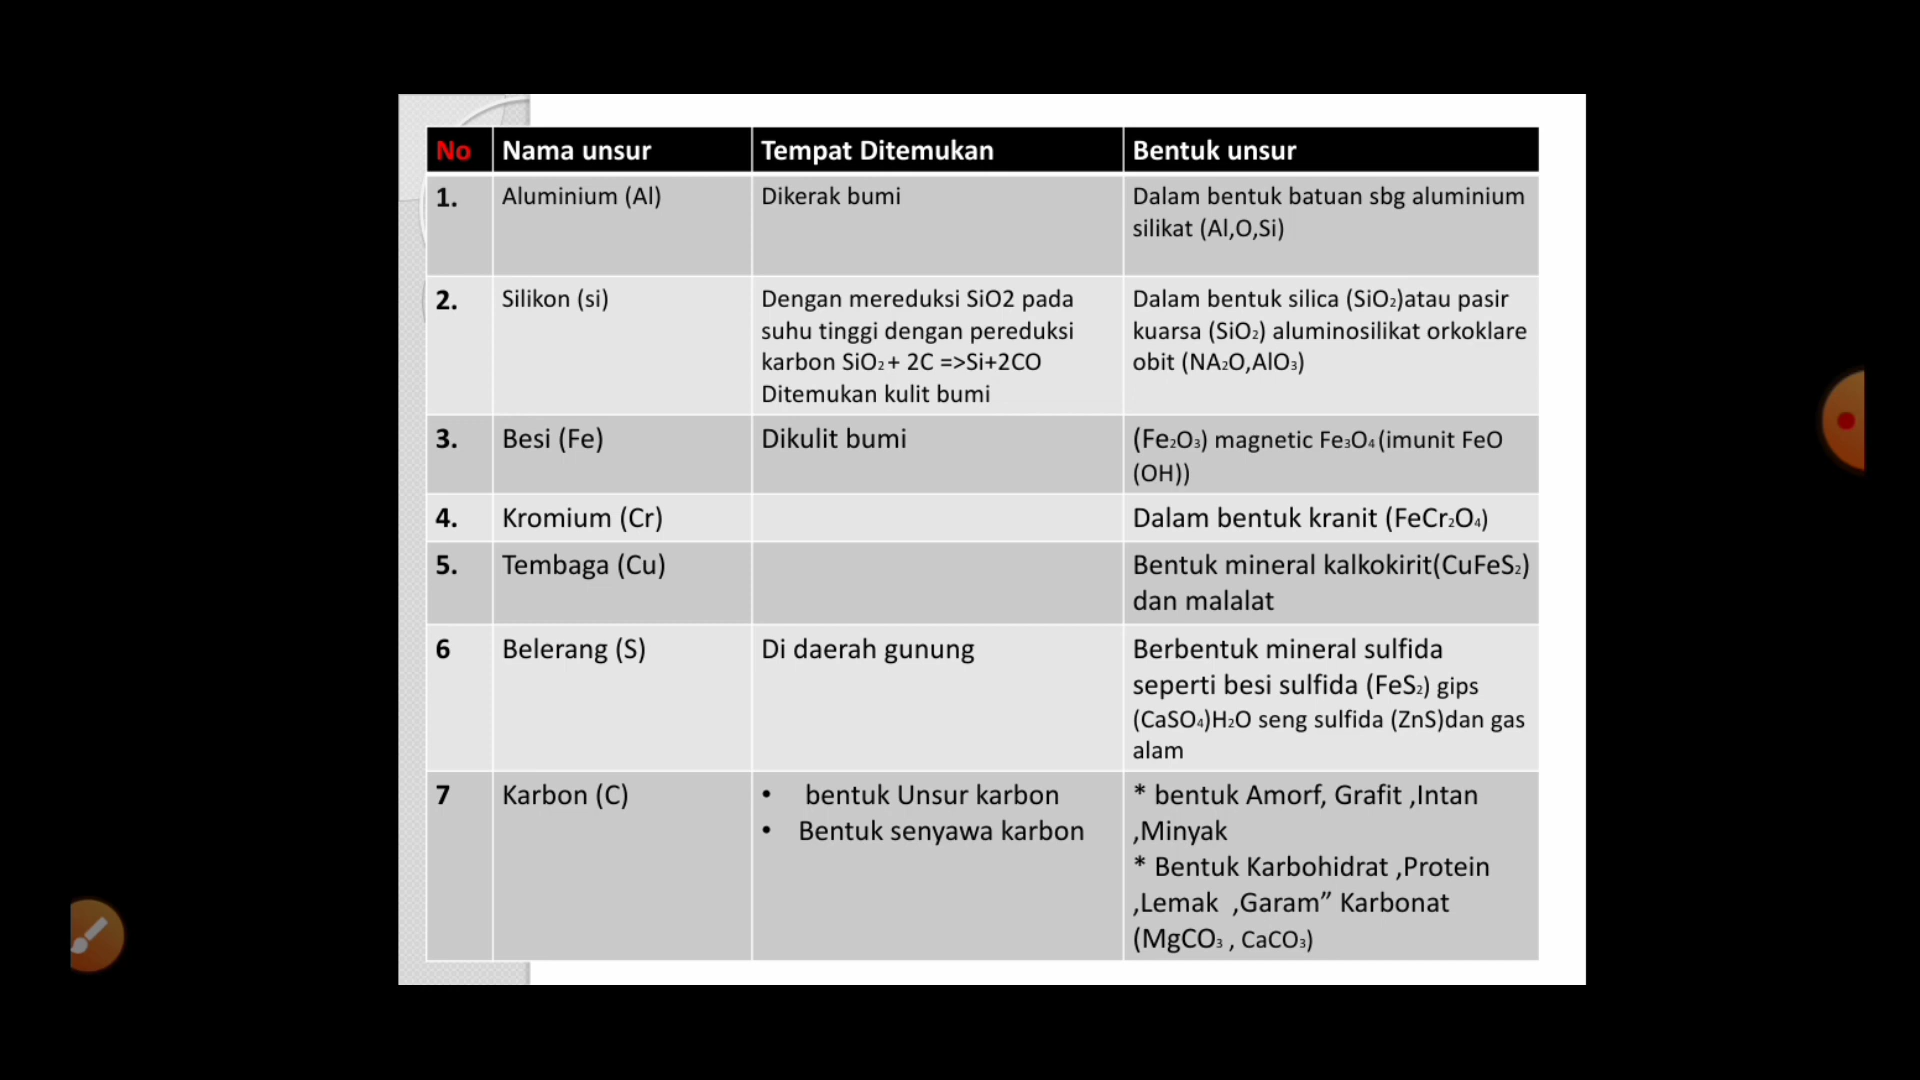 No Nama unsur Tempat Ditemukan Bentuk unsur
1. Aluminium (Al) Dikerak bumi Dalam bentuk batuan sbg aluminium
silikat (Al,O,Si)
2. Silikon (si) Dengan mereduksi SiO2 pada Dalam bentuk silica (SiO₂)atau pasir
suhu tinggi dengan pereduksi kuarsa (SiO₂) aluminosilikat orkoklare
karbon SiO₂ + 2C =>Si+2CO obit (NA₂O,AlO₃)
Ditemukan kulit bumi
3. Besi (Fe) Dikulit bumi (Fe₂O₃) magnetic Fe₃O₄ (imunit FeO
(OH))
4. Kromium (Cr) Dalam bentuk kranit (FeCr₂O₄)
5. Tembaga (Cu) Bentuk mineral kalkokirit(CuFeS₂)
dan malalat
6 Belerang (S) Di daerah gunung Berbentuk mineral sulfida
seperti besi sulfida (FeS₂) gips
(CaSO₄)H₂O seng sulfida (ZnS)dan gas
alam
7 Karbon (C) • bentuk Unsur karbon * bentuk Amorf, Grafit ,Intan
• Bentuk senyawa karbon ,Minyak
* Bentuk Karbohidrat ,Protein
,Lemak ,Garam” Karbonat
(MgCO₃ , CaCO₃)